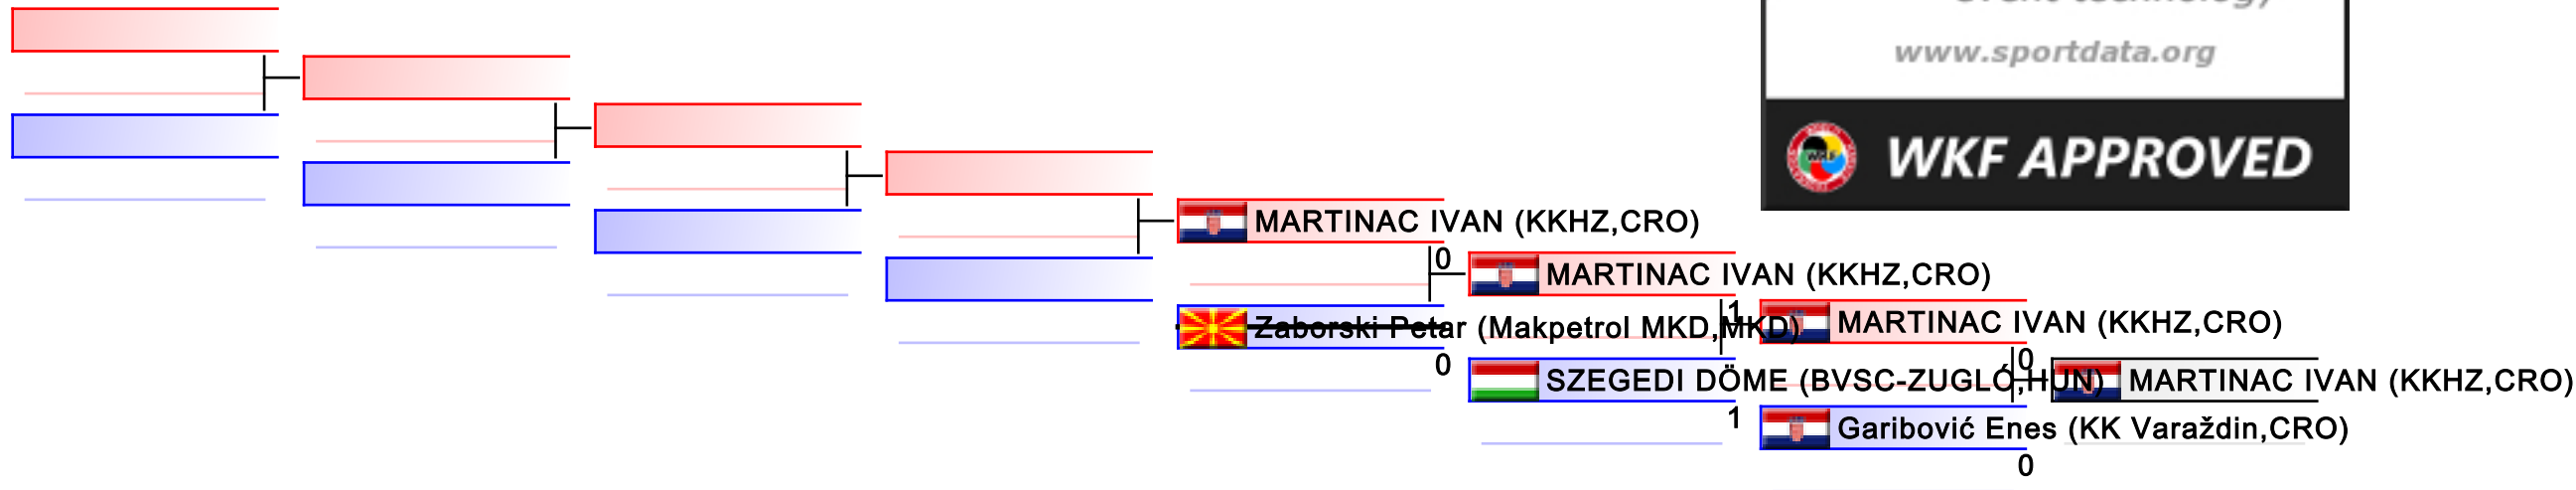 event technology
www.sportdata.org
WKF APPROVED
MARTINAC IVAN (KKHZ,CRO)
0
MARTINAC IVAN (KKHZ,CRO)
1
Zaborski Petar (Makpetrol MKD,MKD)
MARTINAC IVAN (KKHZ,CRO)
0
0
SZEGEDI DÖME (BVSC-ZUGLÓ,HUN)
MARTINAC IVAN (KKHZ,CRO)
1
Garibović Enes (KK Varaždin,CRO)
0